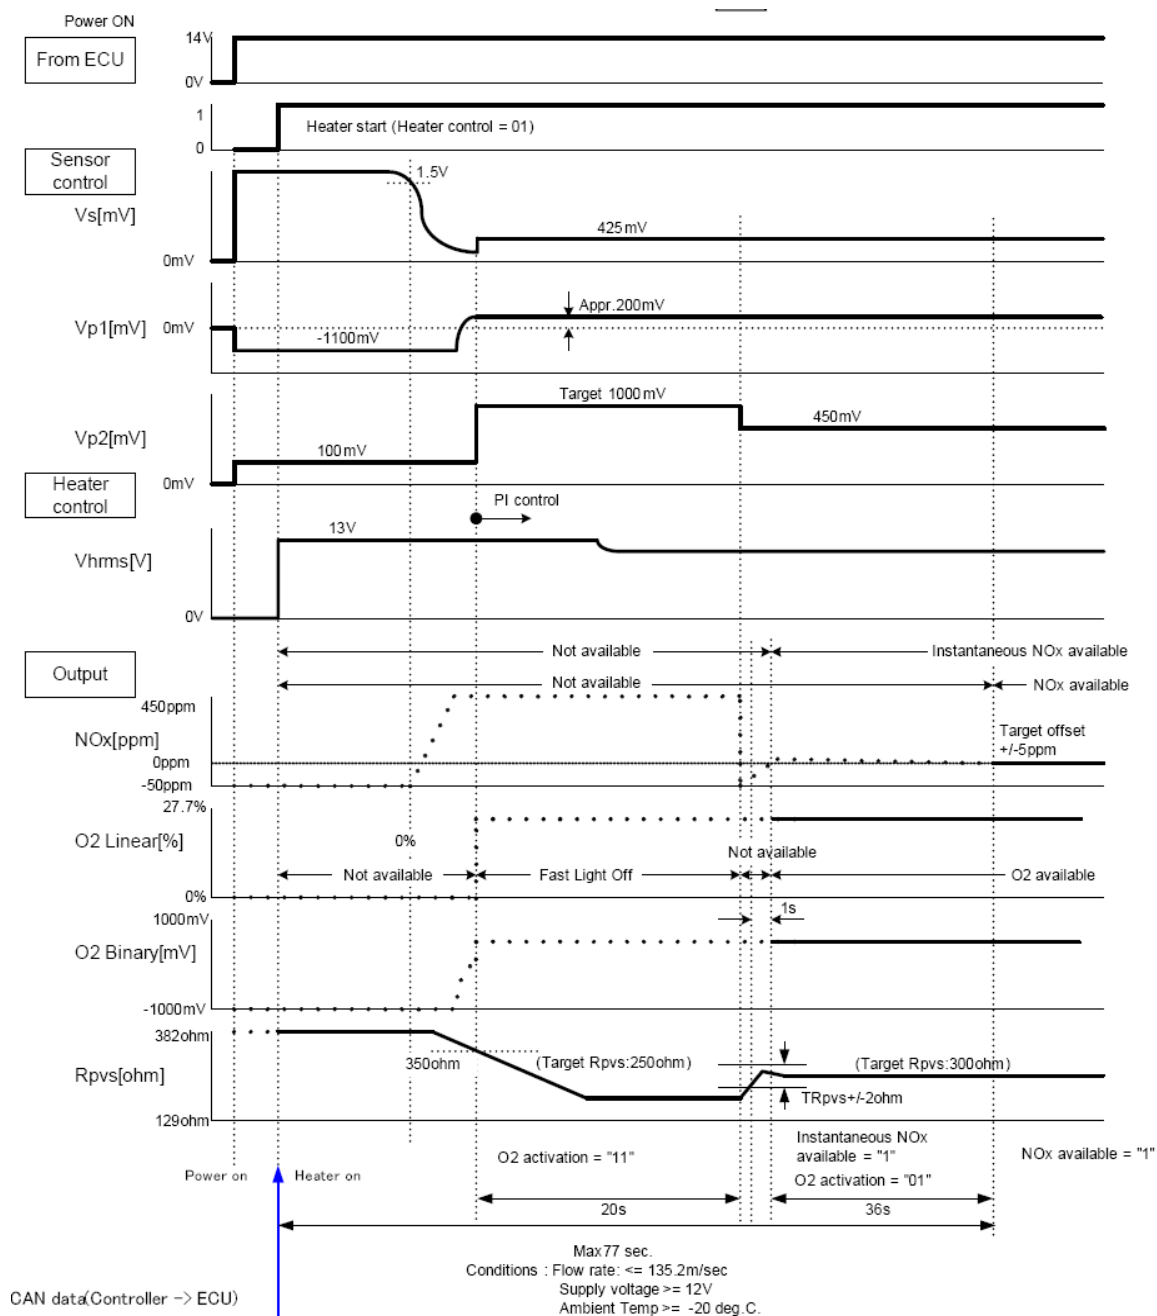 Power ON
From ECU
14V
0V
1
0
Heater start (Heater control = 01)
Sensor
control
1.5V
Vs[mV]
425mV
0mV
Appr.200mV
Vp1[mV]
0mV
-1100mV
Target 1000mV
450mV
Vp2[mV]
100mV
Heater
control
0mV
PI control
13V
Vhrms[V]
0V
Not available
Instantaneous NOx available
Output
Not available
NOx available
450ppm
NOx[ppm]
Target offset
+/-5ppm
0ppm
-50ppm
27.7%
O2 Linear[%]
0%
Not available
Not available
Fast Light Off
O2 available
0%
1000mV
1s
O2 Binary[mV]
-1000mV
382ohm
350ohm
(Target Rpvs:250ohm)
(Target Rpvs:300ohm)
Rpvs[ohm]
TRpvs+/-2ohm
129ohm
Instantaneous NOx
available = "1"
O2 activation = "11"
NOx available = "1"
Power on
Heater on
O2 activation = "01"
20s
36s
Max77 sec.
Conditions : Flow rate: <= 135.2m/sec
Supply voltage >= 12V
CAN data(Controller -> ECU)
Ambient Temp >= -20 deg.C.